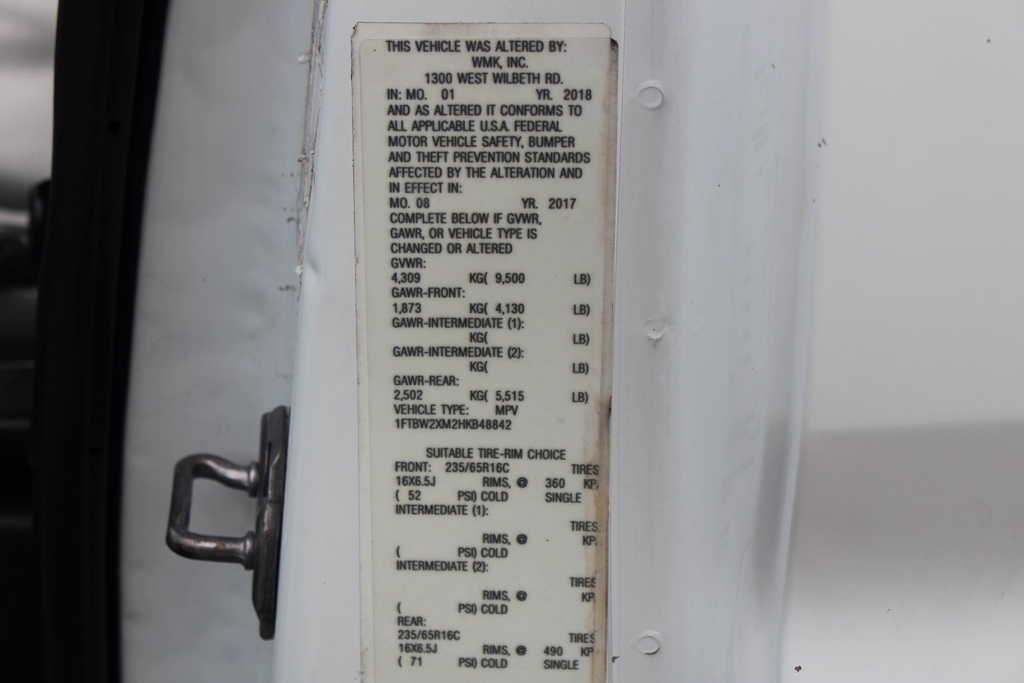 THIS VEHICLE WAS ALTERED BY:
WMK, INC.
1300 WEST WILBETH RD.
IN: MO. 01 YR. 2018
AND AS ALTERED IT CONFORMS TO
ALL APPLICABLE U.S.A. FEDERAL
MOTOR VEHICLE SAFETY, BUMPER
AND THEFT PREVENTION STANDARDS
AFFECTED BY THE ALTERATION AND
IN EFFECT IN:
MO. 08 YR. 2017
COMPLETE BELOW IF GVWR,
GAWR, OR VEHICLE TYPE IS
CHANGED OR ALTERED
GVWR:
4,309 KG( 9,500 LB)
GAWR-FRONT:
1,873 KG( 4,130 LB)
GAWR-INTERMEDIATE (1):
KG( LB)
GAWR-INTERMEDIATE (2):
KG( LB)
GAWR-REAR:
2,502 KG( 5,515 LB)
VEHICLE TYPE: MPV
1FTBW2XM2HKB48842
SUITABLE TIRE-RIM CHOICE
FRONT: 235/65R16C TIRES
16X6.5J RIMS, @ 360 KP
( 52 PSI) COLD SINGLE
INTERMEDIATE (1):
TIRES
RIMS, @ KP
( PSI) COLD
INTERMEDIATE (2):
TIRES
RIMS, @ KP
( PSI) COLD
REAR:
235/65R16C TIRES
16X6.5J RIMS, @ 490 KP
( 71 PSI) COLD SINGLE